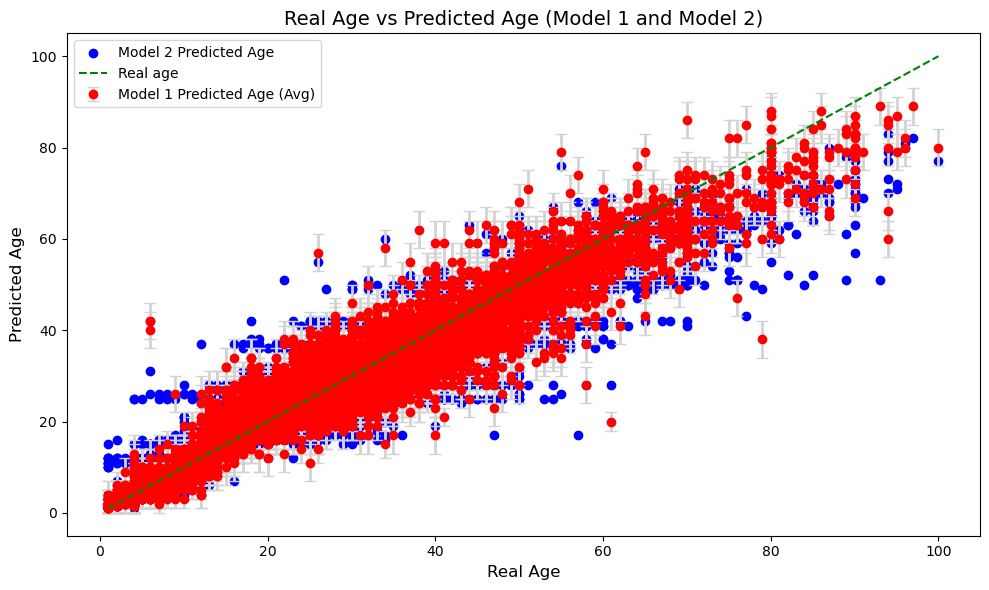 Real Age vs Predicted Age (Model 1 and Model 2)
Model 2 Predicted Age
Real age
Model 1 Predicted Age (Avg)
Predicted Age
100
80
60
40
20
0
0 20 40 60 80 100
Real Age